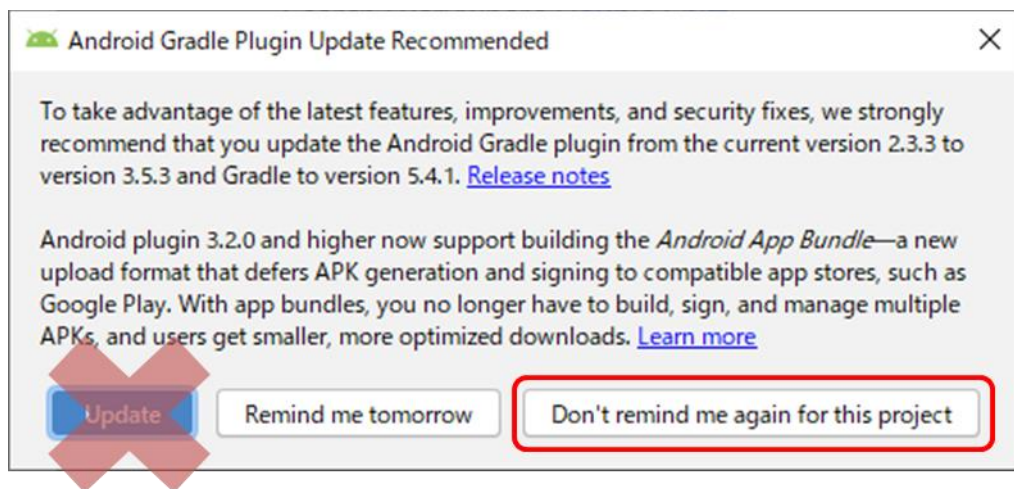 Android Gradle Plugin Update Recommended
To take advantage of the latest features, improvements, and security fixes, we strongly
recommend that you update the Android Gradle plugin from the current version 2.3.3 to
version 3.5.3 and Gradle to version 5.4.1. Release notes
Android plugin 3.2.0 and higher now support building the Android App Bundle—a new
upload format that defers APK generation and signing to compatible app stores, such as
Google Play. With app bundles, you no longer have to build, sign, and manage multiple
APKs, and users get smaller, more optimized downloads. Learn more
Update Remind me tomorrow Don't remind me again for this project